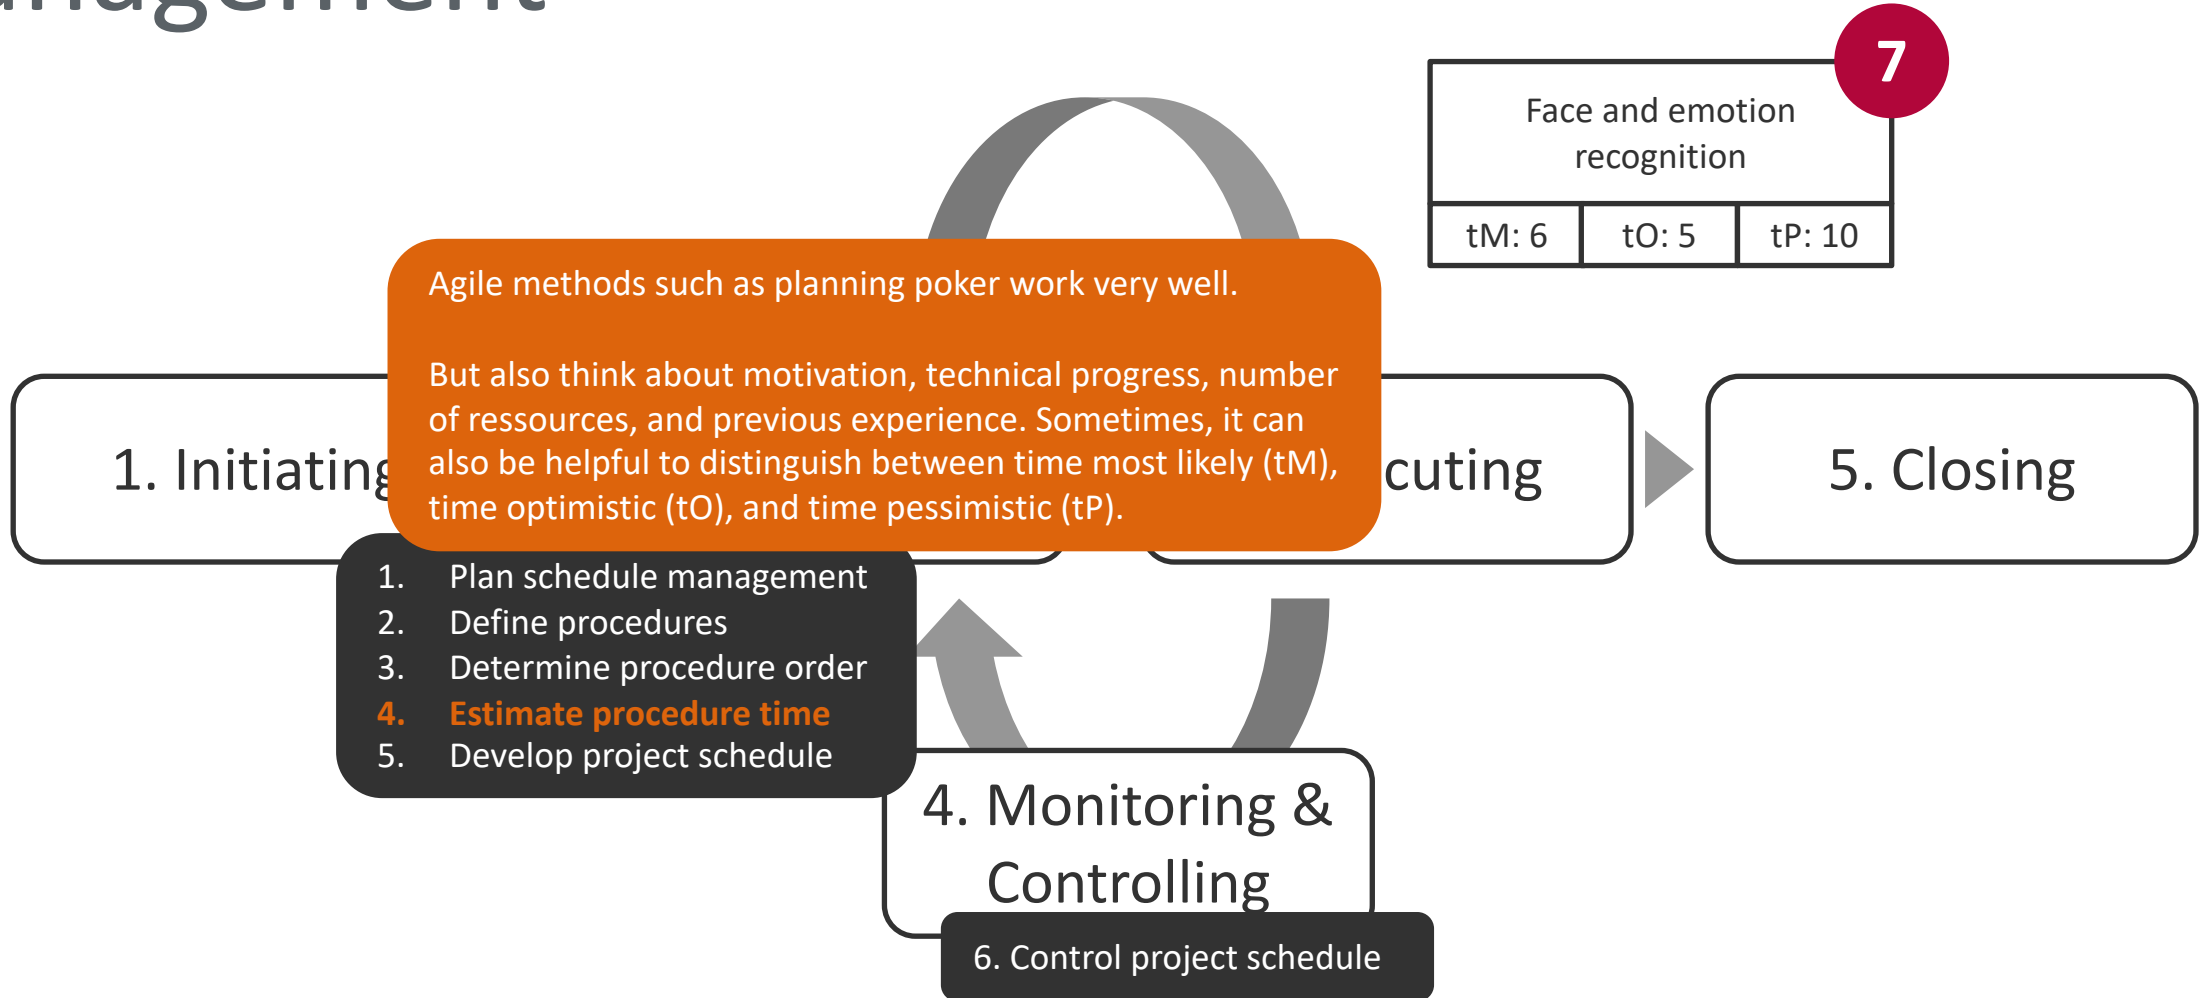 7
Face and emotion
recognition
tM: 6
tO: 5
tP: 10
Agile methods such as planning poker work very well.
But also think about motivation, technical progress, number
of ressources, and previous experience. Sometimes, it can
also be helpful to distinguish between time most likely (tM),
time optimistic (tO), and time pessimistic (tP).
1. Initiating
cuting
5. Closing
1. Plan schedule management
2. Define procedures
3. Determine procedure order
4. Estimate procedure time
5. Develop project schedule
4. Monitoring &
Controlling
6. Control project schedule